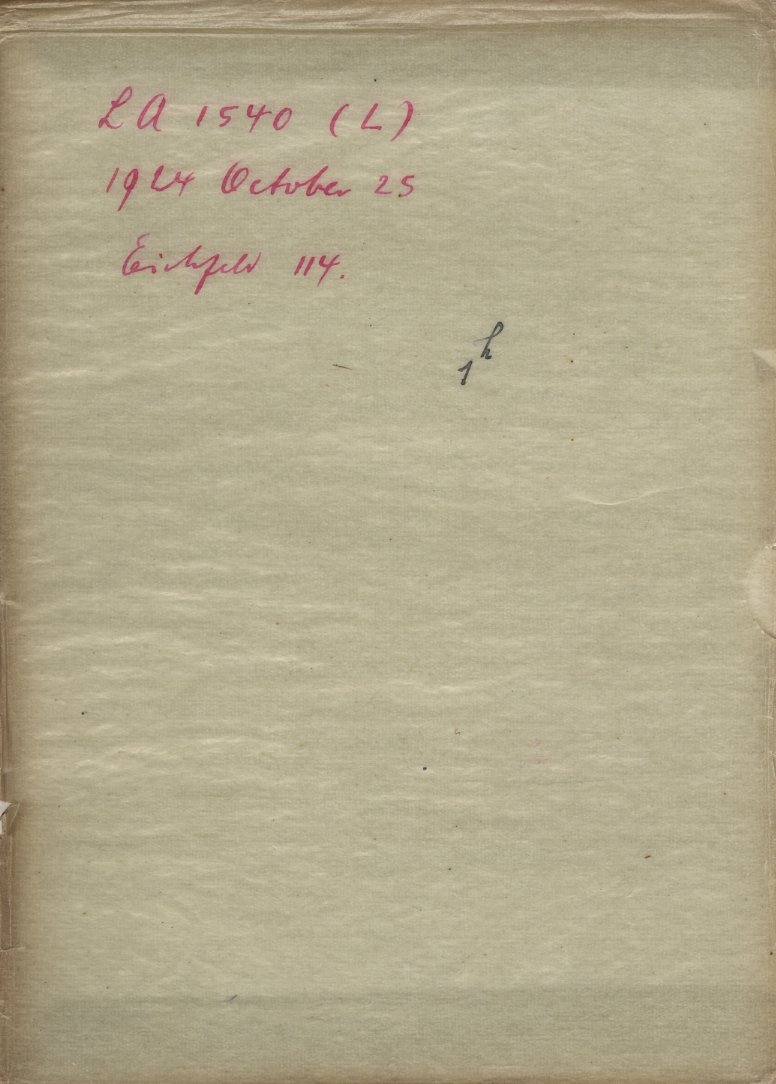 LA 1540 (L)
1924 October 25
Eichfeld 114.
1h